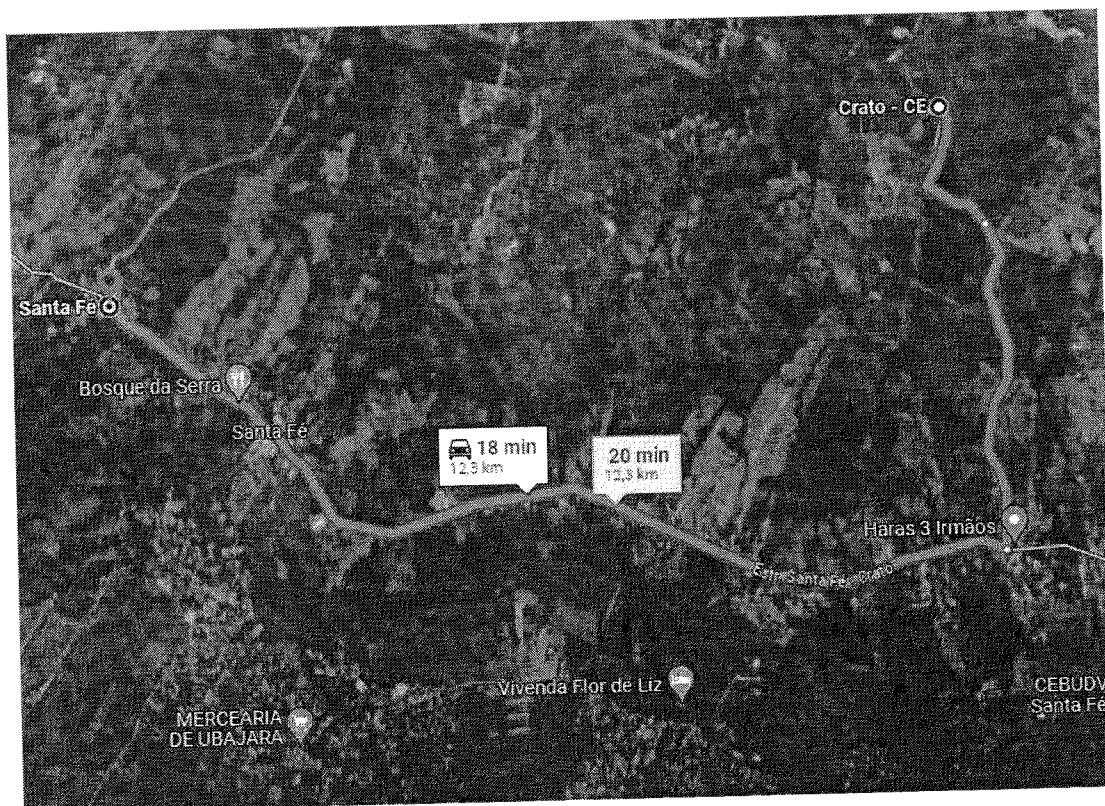 Crato - CE
Santa Fé
Bosque da Serra
Santa Fé
18 min
12,3 km
20 min
12,3 km
Haras 3 Irmãos
Estr. Santa Fé - Crato
Vivenda Flor de Liz
CEBUDV
Santa Fé
MERCEARIA
DE UBAJARA